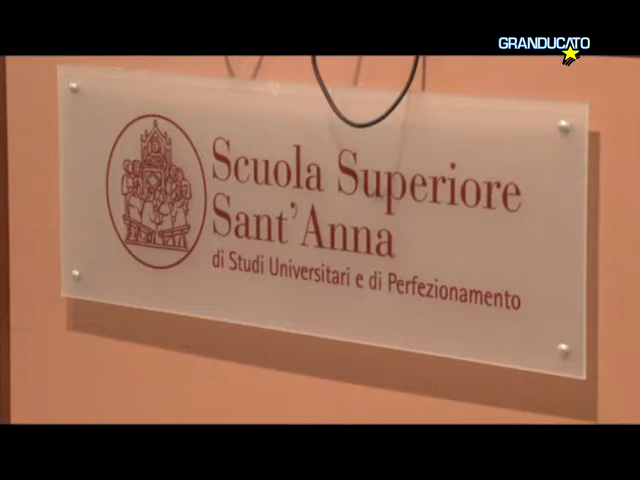 GRANDUCATO
Scuola Superiore
Sant'Anna
di Studi Universitari e di Perfezionamento